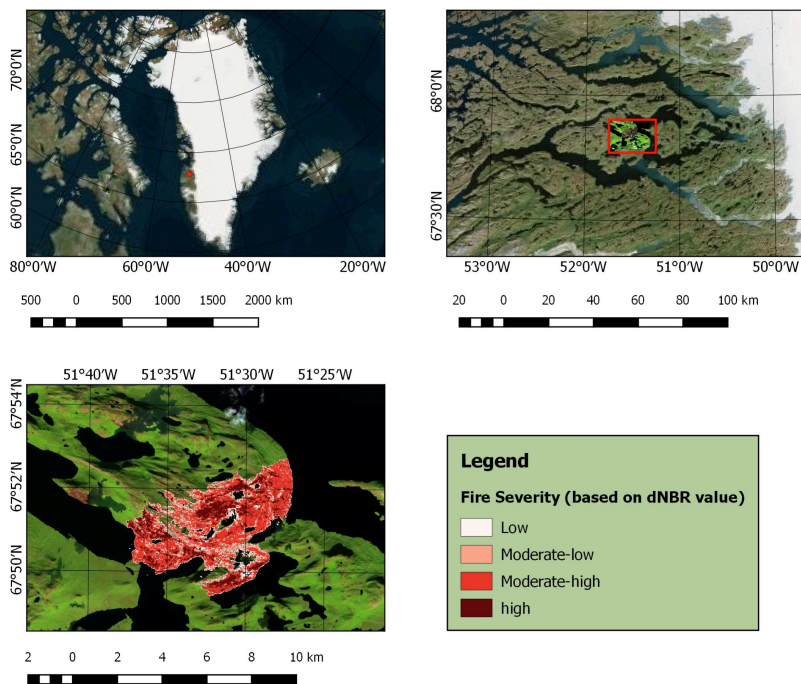 70°0'N
65°0'N
60°0'N
80°0'W 60°0'W 40°0'W 20°0'W
500 0 500 1000 1500 2000 km
68°0'N
67°30'N
53°0'W 52°0'W 51°0'W 50°0'W
20 0 20 40 60 80 100 km
51°40'W 51°35'W 51°30'W 51°25'W
67°54'N
67°52'N
67°50'N
2 0 2 4 6 8 10 km
Legend
Fire Severity (based on dNBR value)
Low
Moderate-low
Moderate-high
high